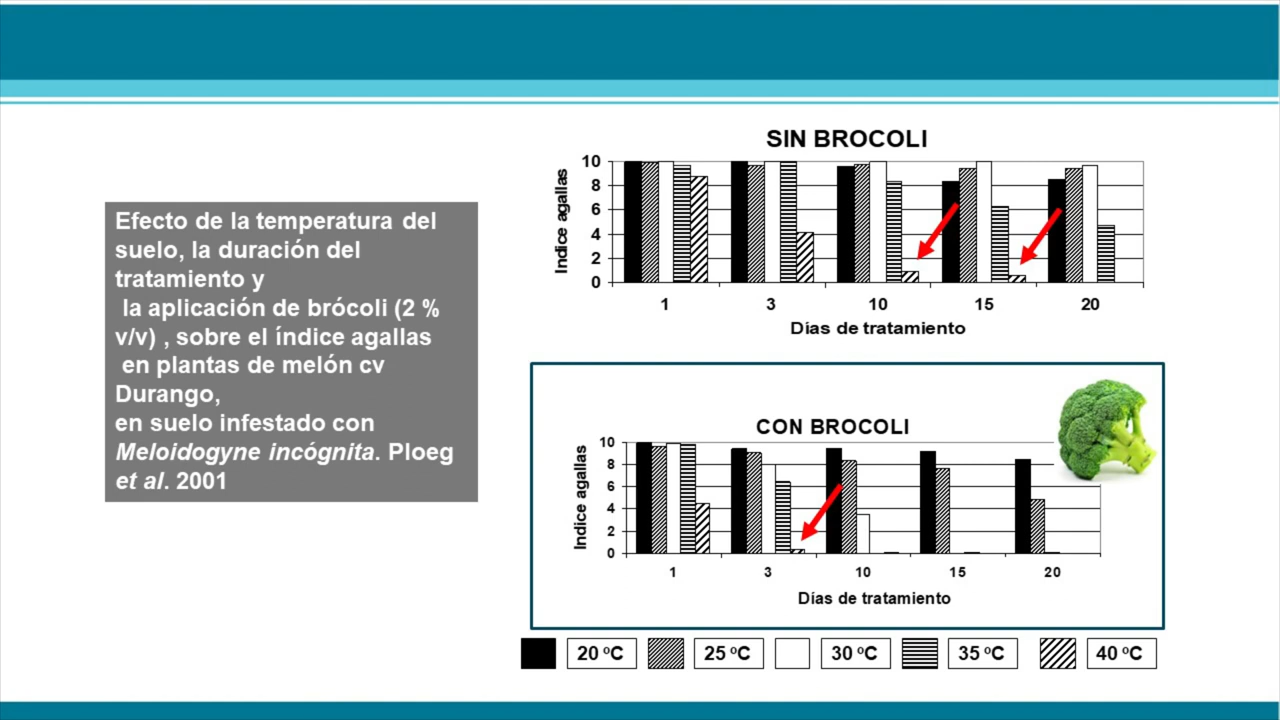 Efecto de la temperatura del
suelo, la duración del
tratamiento y
la aplicación de brócoli (2 %
v/v) , sobre el índice agallas
en plantas de melón cv
Durango,
en suelo infestado con
Meloidogyne incógnita. Ploeg
et al. 2001
SIN BROCOLI
Indice agallas
10
8
6
4
2
0
1 3 10 15 20
Días de tratamiento
CON BROCOLI
Indice agallas
10
8
6
4
2
0
1 3 10 15 20
Días de tratamiento
20 ºC 25 ºC 30 ºC 35 ºC 40 ºC